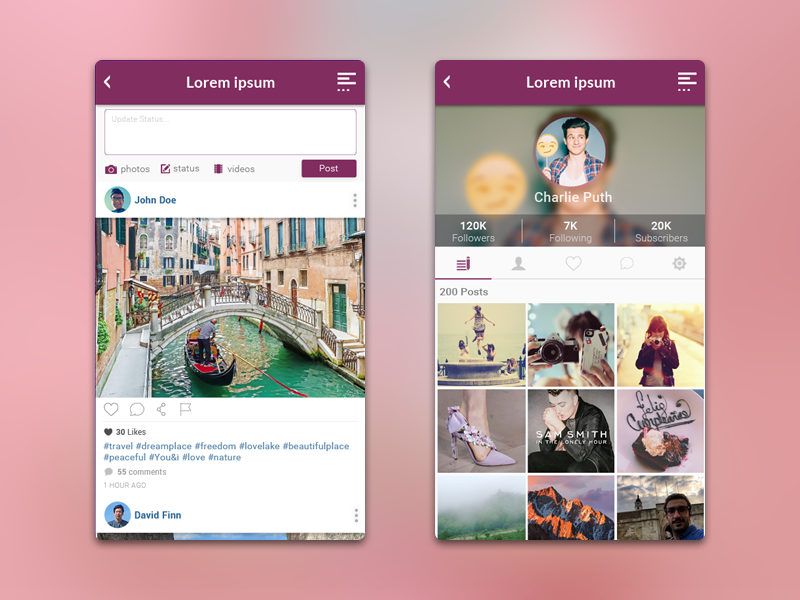 Lorem ipsum
Update Status...
photos
status
videos
Post
John Doe
30 Likes
#travel #dreamplace #freedom #lovelake #beautifulplace
#peaceful #You&i #love #nature
55 comments
1 HOUR AGO
David Finn
Lorem ipsum
Charlie Puth
120K
Followers
7K
Following
20K
Subscribers
200 Posts
SAM SMITH
IN THE LONELY HOUR
Feliz
Cumpleaños